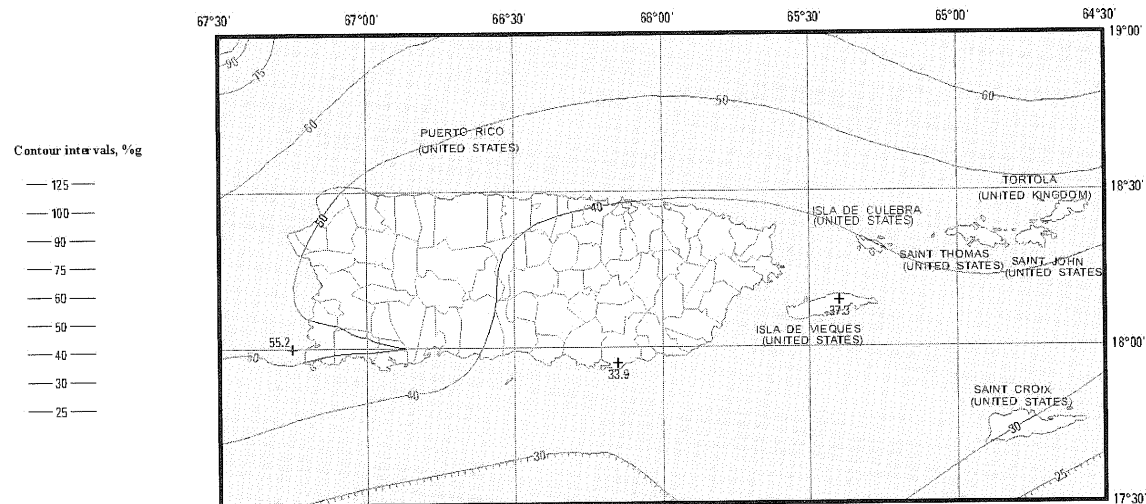 67°30' 67°00' 66°30' 66°00' 65°30' 65°00' 64°30'
19°00'
90
75
60
50
60
PUERTO RICO
(UNITED STATES)
Contour intervals, %g
125
100
90
75
60
50
40
30
25
TORTOLA
(UNITED KINGDOM)
18°30'
40
50
ISLA DE CULEBRA
(UNITED STATES)
SAINT THOMAS
(UNITED STATES)
SAINT JOHN
(UNITED STATES
37.3
ISLA DE VIEQUES
(UNITED STATES)
55.2
50
33.9
18°00'
40
SAINT CROIX
(UNITED STATES)
30
30
25
17°30'